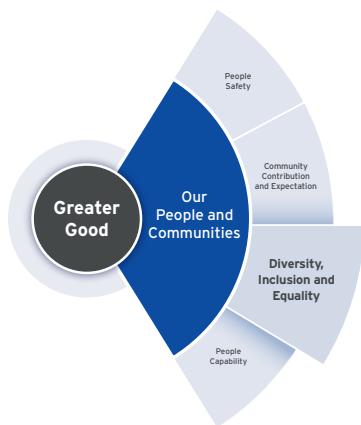 Greater
Good
Our
People and
Communities
People
Safety
Community
Contribution
and Expectation
Diversity,
Inclusion and
Equality
People
Capability